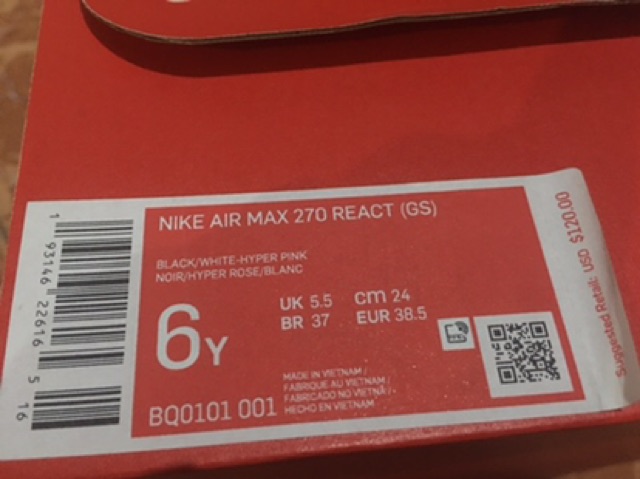 NIKE AIR MAX 270 REACT (GS)
BLACK/WHITE-HYPER PINK
NOIR/HYPER ROSE/BLANC
6Y
UK 5.5 cm 24
BR 37 EUR 38.5
MADE IN VIETNAM /
FABRIQUE AU VIETNAM /
FABRICADO NO VIETNÃ /
HECHO EN VIETNAM
BQ0101 001
1 93146 22616 5 16
Suggested Retail: USD $120.00